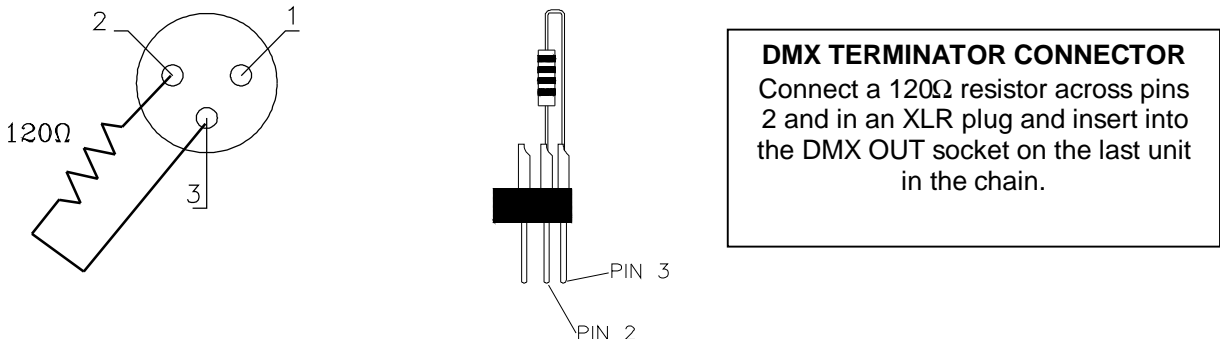 2
1
120Ω
3
PIN 3
PIN 2
DMX TERMINATOR CONNECTOR
Connect a 120Ω resistor across pins
2 and in an XLR plug and insert into
the DMX OUT socket on the last unit
in the chain.